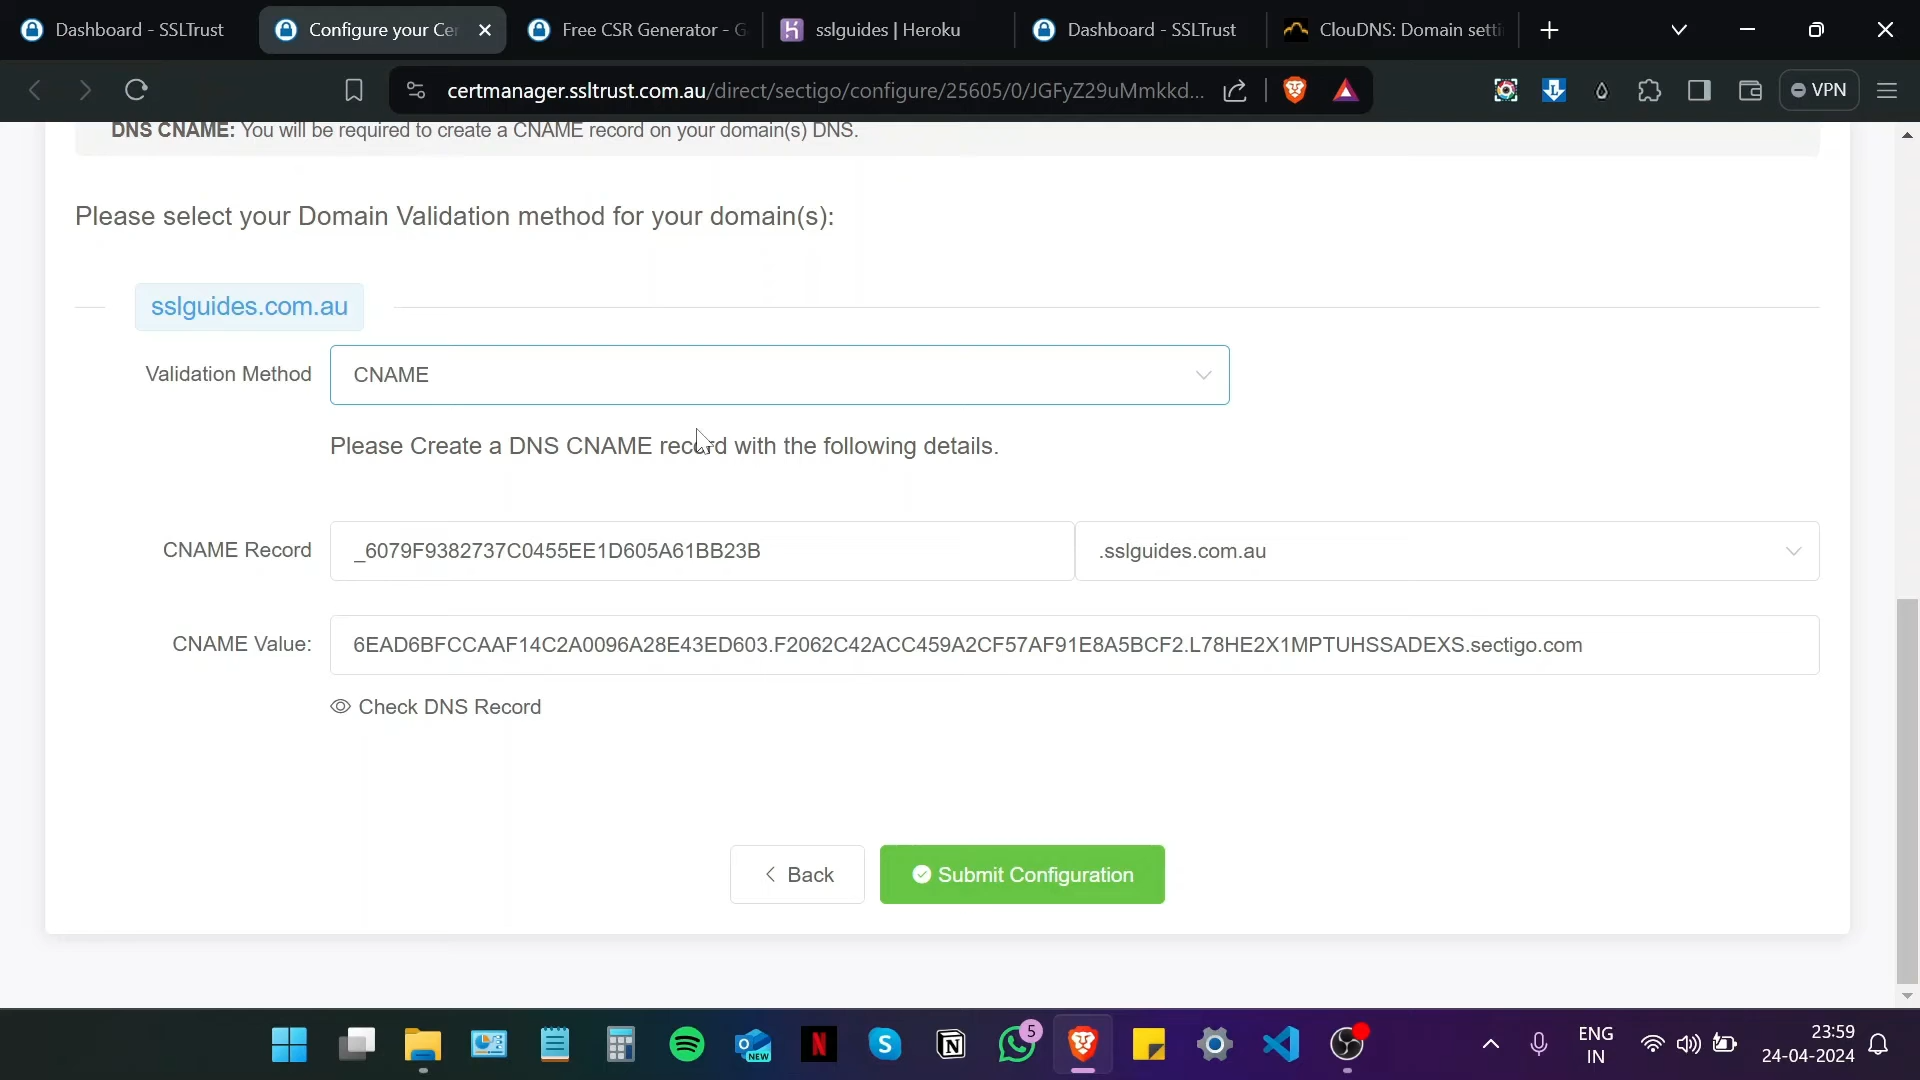 Dashboard - SSLTrust
Configure your Cer
Free CSR Generator - G
sslguides | Heroku
Dashboard - SSLTrust
ClouDNS: Domain setti
certmanager.ssltrust.com.au/direct/sectigo/configure/25605/0/JGFyZ29uMmkkd...
VPN
DNS CNAME: You will be required to create a CNAME record on your domain(s) DNS.
Please select your Domain Validation method for your domain(s):
sslguides.com.au
Validation Method
CNAME
Please Create a DNS CNAME record with the following details.
CNAME Record
_6079F9382737C0455EE1D605A61BB23B
.sslguides.com.au
CNAME Value:
6EAD6BFCCAAF14C2A0096A28E43ED603.F2062C42ACC459A2CF57AF91E8A5BCF2.L78HE2X1MPTUHSSADEXS.sectigo.com
Check DNS Record
Back
Submit Configuration
NEW
5
ENG
IN
23:59
24-04-2024